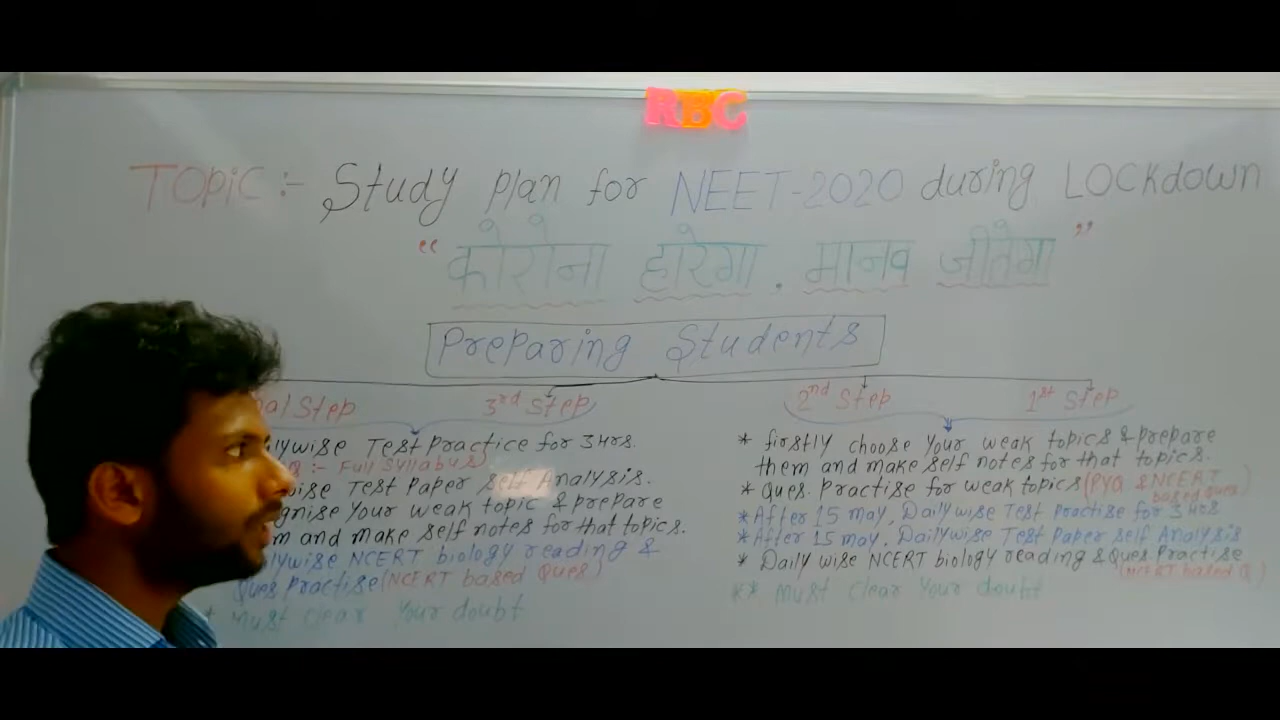 RBC
TOPiC :- Study plan for NEET-2020 during LOCKdown
“कोरोना हारेगा, मानव जीतेगा”
Preparing Students
Step 3rd Step
Test Practice for 3Hrs.
:- Full Syllabus
Test Paper self Analysis.
Your weak topic & prepare
and make self notes for that topics.
NCERT biology reading &
Ques Practise (NCERT based Ques)
* Must Clear Your doubt
2nd Step 1st Step
* firstly choose Your weak topics & prepare
them and make self notes for that topics.
* Ques. Practise for weak topics (PYQ & NCERT
based Ques)
* After 15 may, Dailywise Test Practise for 3Hrs
* After 15 may, Dailywise Test Paper self Analysis
* Daily wise NCERT biology reading & Ques Practise
(NCERT based Q.)
** Must Clear Your doubt